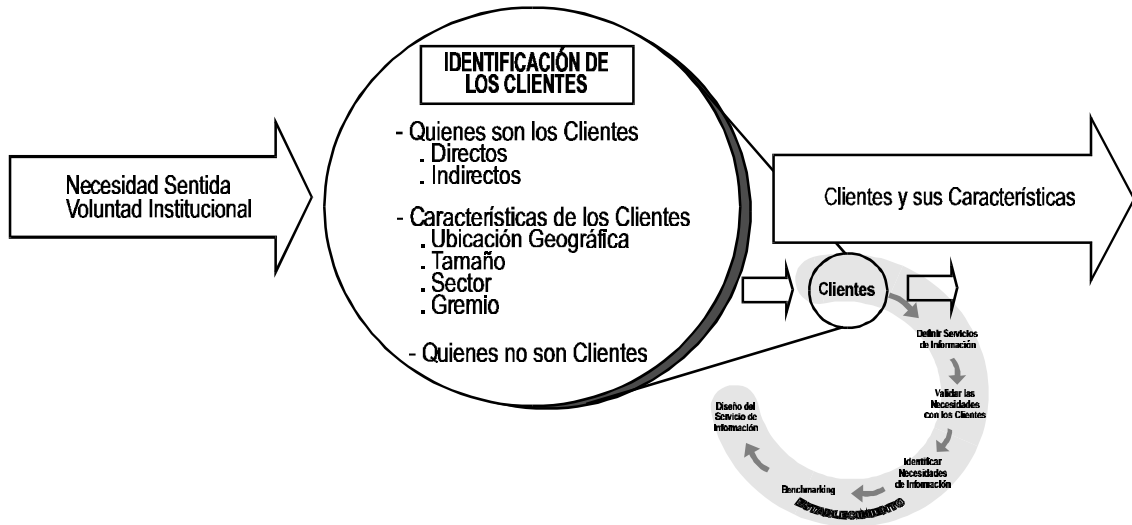 IDENTIFICACIÓN DE
LOS CLIENTES
- Quienes son los Clientes
. Directos
. Indirectos
- Características de los Clientes
. Ubicación Geográfica
. Tamaño
. Sector
. Gremio
- Quienes no son Clientes
Necesidad Sentida
Voluntad Institucional
Clientes y sus Características
Clientes
Definir Servicios
de Información
Validar las
Necesidades
con los Clientes
Identificar
Necesidades
de Información
Benchmarking
Diseño del
Servicio de
Información
ESTABLECIMIENTO